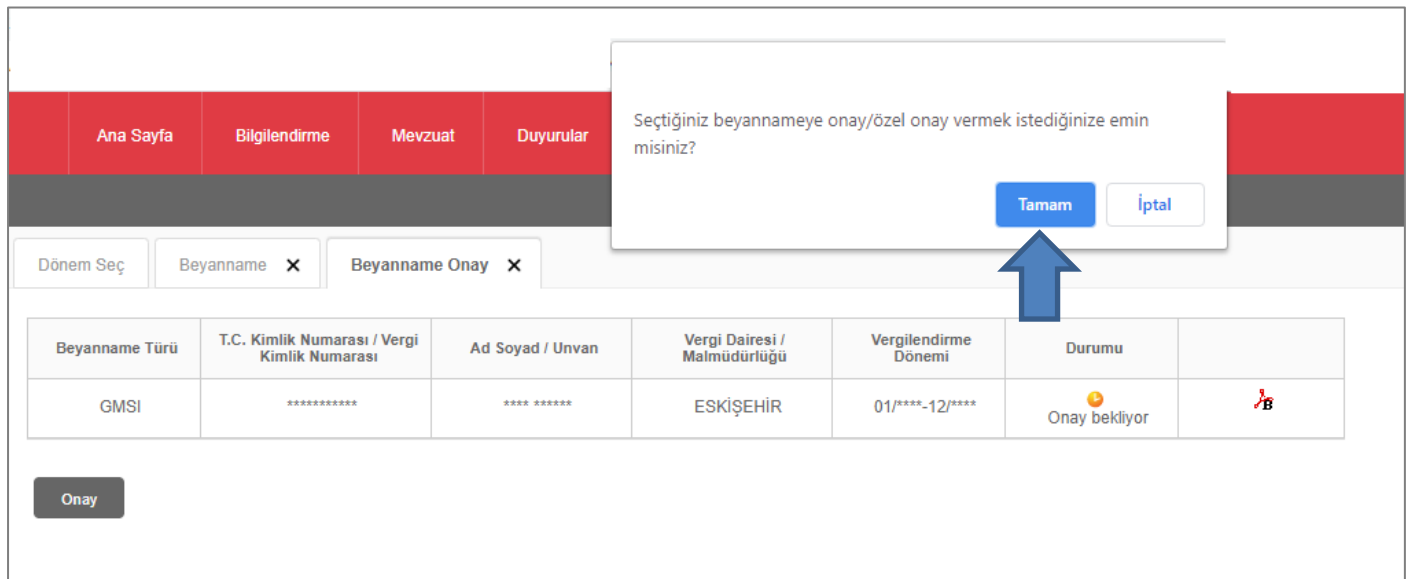 Seçtiğiniz beyannameye onay/özel onay vermek istediğinize emin
misiniz?
Tamam İptal
Ana Sayfa Bilgilendirme Mevzuat Duyurular
Dönem Seç Beyanname X Beyanname Onay X
Beyanname Türü
T.C. Kimlik Numarası / Vergi
Kimlik Numarası
Ad Soyad / Unvan
Vergi Dairesi /
Malmüdürlüğü
Vergilendirme
Dönemi
Durumu
GMSI
***********
**** ******
ESKİŞEHİR
01/****-12/****
Onay bekliyor
B
Onay